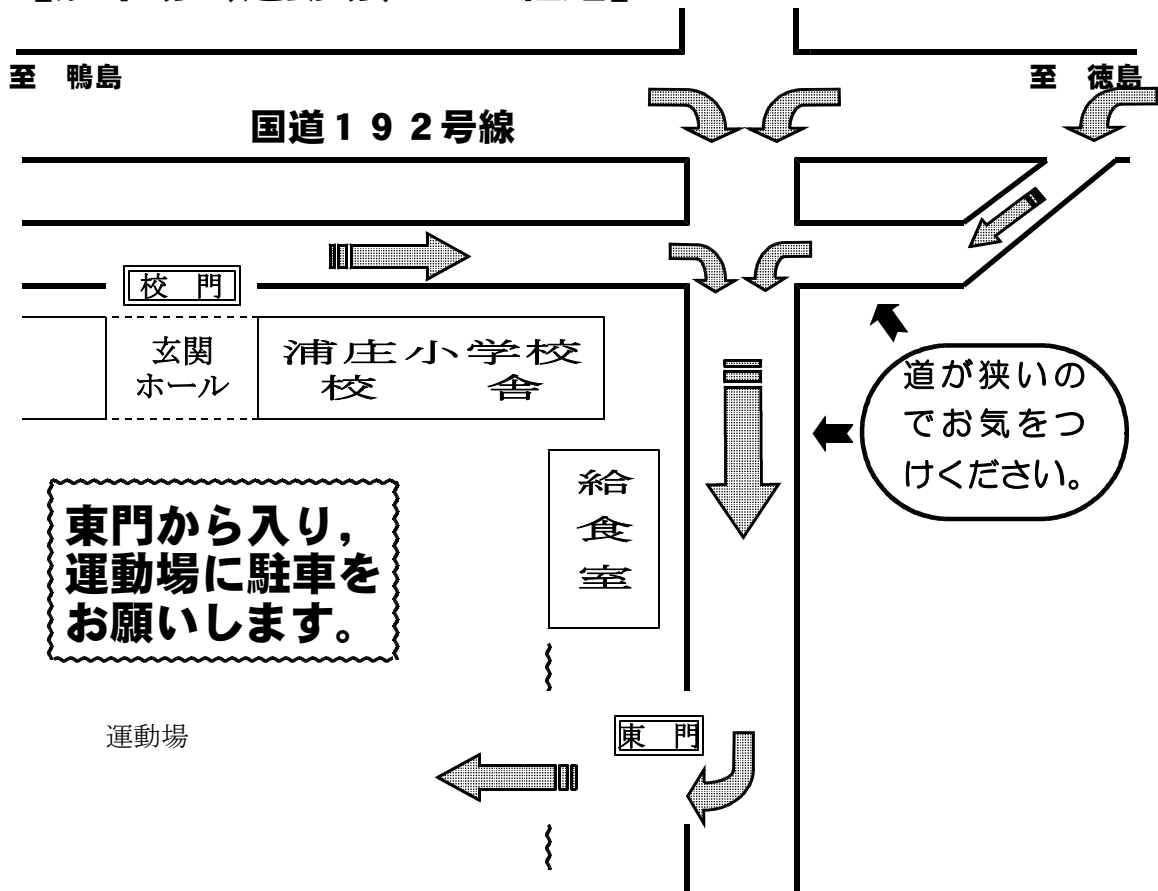 至　鴨島
至　徳島
国道１９２号線
校　門
玄関
ホール
浦庄小学校
校　舎
道が狭いの
でお気をつ
けください。
給
食
室
東門から入り，
運動場に駐車を
お願いします。
東　門
運動場